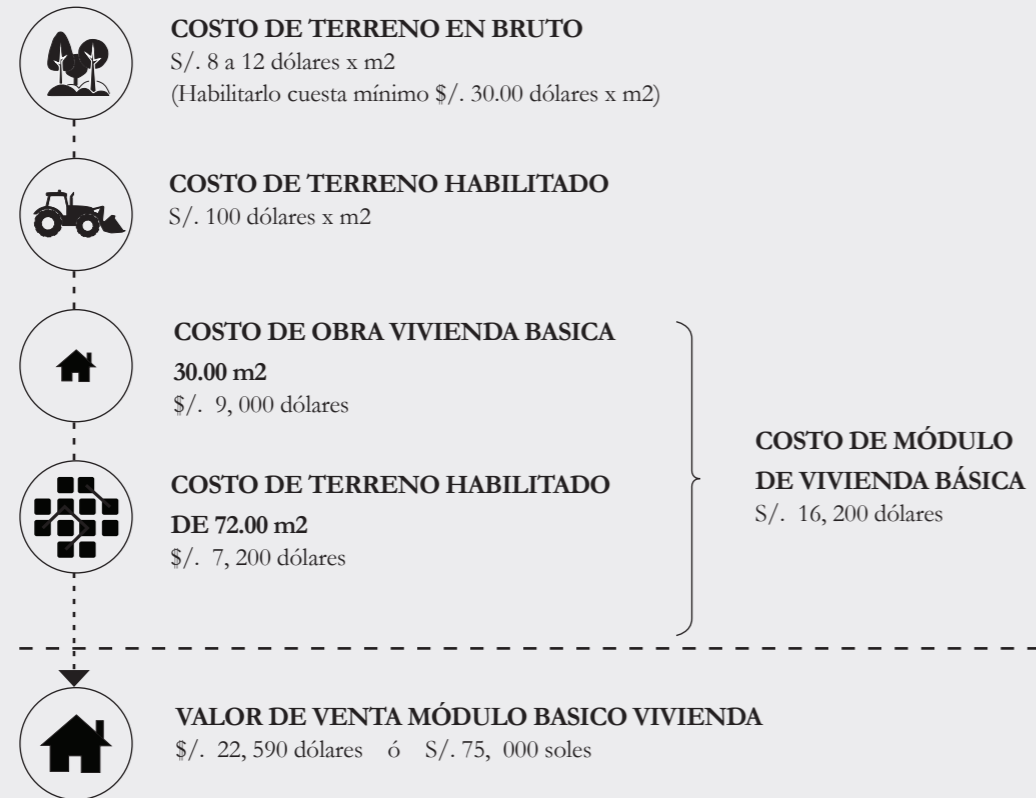 COSTO DE TERRENO EN BRUTO
S/. 8 a 12 dólares x m2
(Habilitarlo cuesta mínimo $/. 30.00 dólares x m2)
COSTO DE TERRENO HABILITADO
S/. 100 dólares x m2
COSTO DE OBRA VIVIENDA BASICA
30.00 m2
$/. 9, 000 dólares
COSTO DE TERRENO HABILITADO
DE 72.00 m2
$/. 7, 200 dólares
COSTO DE MÓDULO
DE VIVIENDA BÁSICA
S/. 16, 200 dólares
VALOR DE VENTA MÓDULO BASICO VIVIENDA
$/. 22, 590 dólares ó S/. 75, 000 soles